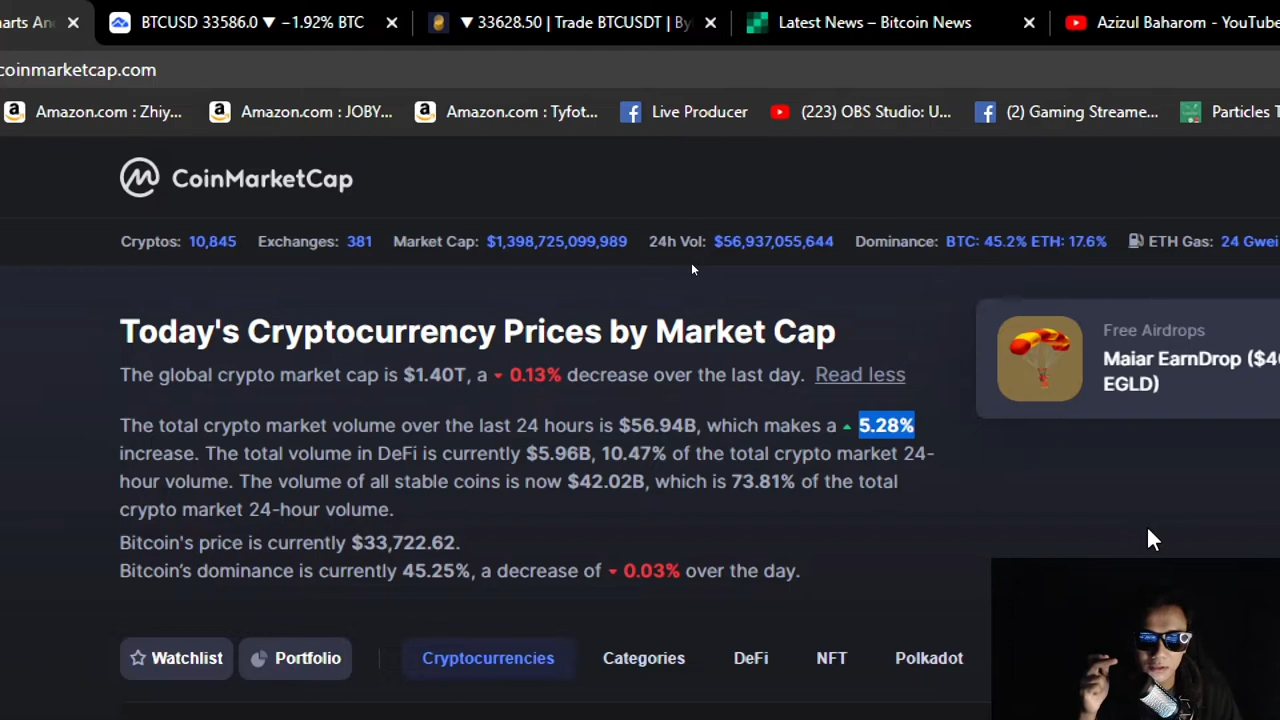 arts An
BTCUSD 33586.0 ▼ −1.92% BTC
▼ 33628.50 | Trade BTCUSDT | By
Latest News – Bitcoin News
Azizul Baharom - YouTube
coinmarketcap.com
Amazon.com : Zhiy...
Amazon.com : JOBY...
Amazon.com : Tyfot...
Live Producer
(223) OBS Studio: U...
(2) Gaming Streame...
Particles T
CoinMarketCap
Cryptos: 10,845 Exchanges: 381 Market Cap: $1,398,725,099,989 24h Vol: $56,937,055,644 Dominance: BTC: 45.2% ETH: 17.6% ETH Gas: 24 Gwei
Today's Cryptocurrency Prices by Market Cap
The global crypto market cap is $1.40T, a ▼ 0.13% decrease over the last day. Read less
Free Airdrops
Maiar EarnDrop ($4
EGLD)
The total crypto market volume over the last 24 hours is $56.94B, which makes a ▲ 5.28%
increase. The total volume in DeFi is currently $5.96B, 10.47% of the total crypto market 24-
hour volume. The volume of all stable coins is now $42.02B, which is 73.81% of the total
crypto market 24-hour volume.
Bitcoin's price is currently $33,722.62.
Bitcoin’s dominance is currently 45.25%, a decrease of ▼ 0.03% over the day.
Watchlist Portfolio Cryptocurrencies Categories DeFi NFT Polkadot